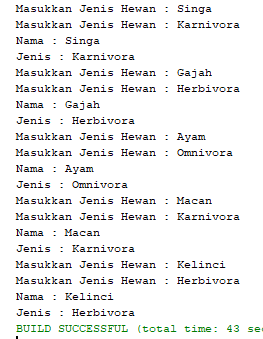 Masukkan Jenis Hewan : Singa
Masukkan Jenis Hewan : Karnivora
Nama : Singa
Jenis : Karnivora
Masukkan Jenis Hewan : Gajah
Masukkan Jenis Hewan : Herbivora
Nama : Gajah
Jenis : Herbivora
Masukkan Jenis Hewan : Ayam
Masukkan Jenis Hewan : Omnivora
Nama : Ayam
Jenis : Omnivora
Masukkan Jenis Hewan : Macan
Masukkan Jenis Hewan : Karnivora
Nama : Macan
Jenis : Karnivora
Masukkan Jenis Hewan : Kelinci
Masukkan Jenis Hewan : Herbivora
Nama : Kelinci
Jenis : Herbivora
BUILD SUCCESSFUL (total time: 43 sec